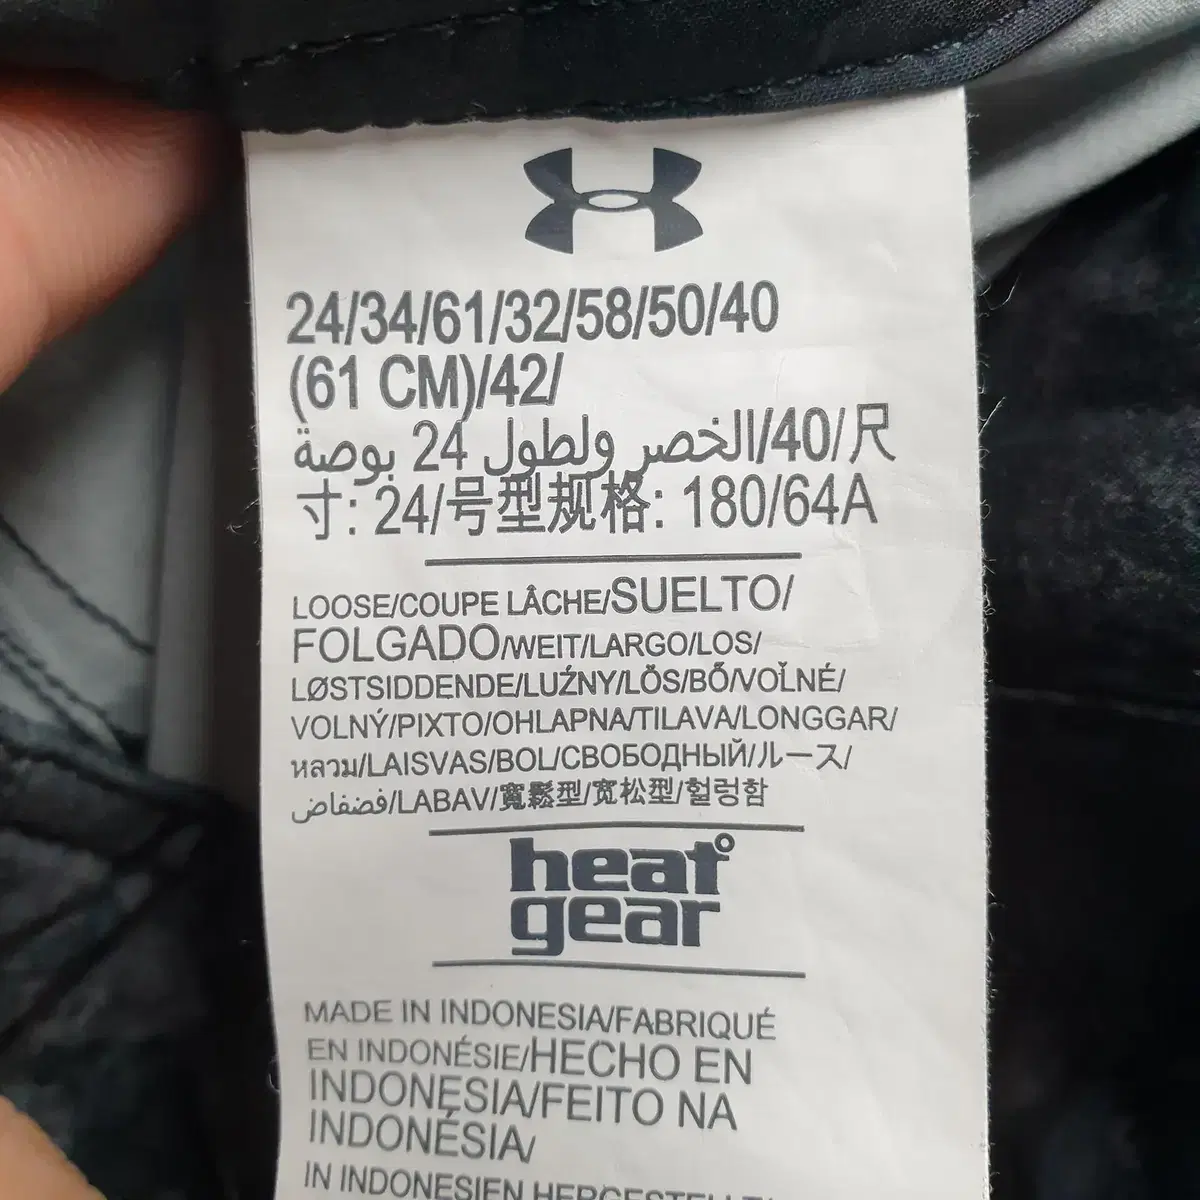 24/34/61/32/58/50/40
(61 CM)/42/
الخصر ولطول 24 بوصة/40/尺
寸: 24/号型规格: 180/64A
LOOSE/COUPE LÂCHE/SUELTO/
FOLGADO/WEIT/LARGO/LOS/
LØSTSIDDENDE/LUŹNY/LÖS/BŐ/VOĽNÉ/
VOLNÝ/PIXTO/OHLAPNA/TILAVA/LONGGAR/
หลวม/LAISVAS/BOL/СВОБОДНЫЙ/ルース/
فضفاض/LABAV/寬鬆型/宽松型/헐렁함
heat
gear
MADE IN INDONESIA/FABRIQUÉ
EN INDONÉSIE/HECHO EN
INDONESIA/FEITO NA
INDONÉSIA/
IN INDONESIEN HERGESTELLT/